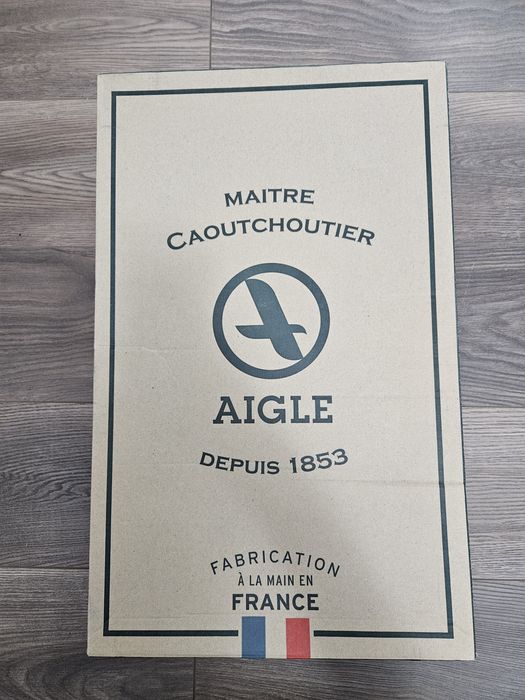 MAITRE
CAOUTCHOUTIER
AIGLE
DEPUIS 1853
FABRICATION
À LA MAIN EN
FRANCE